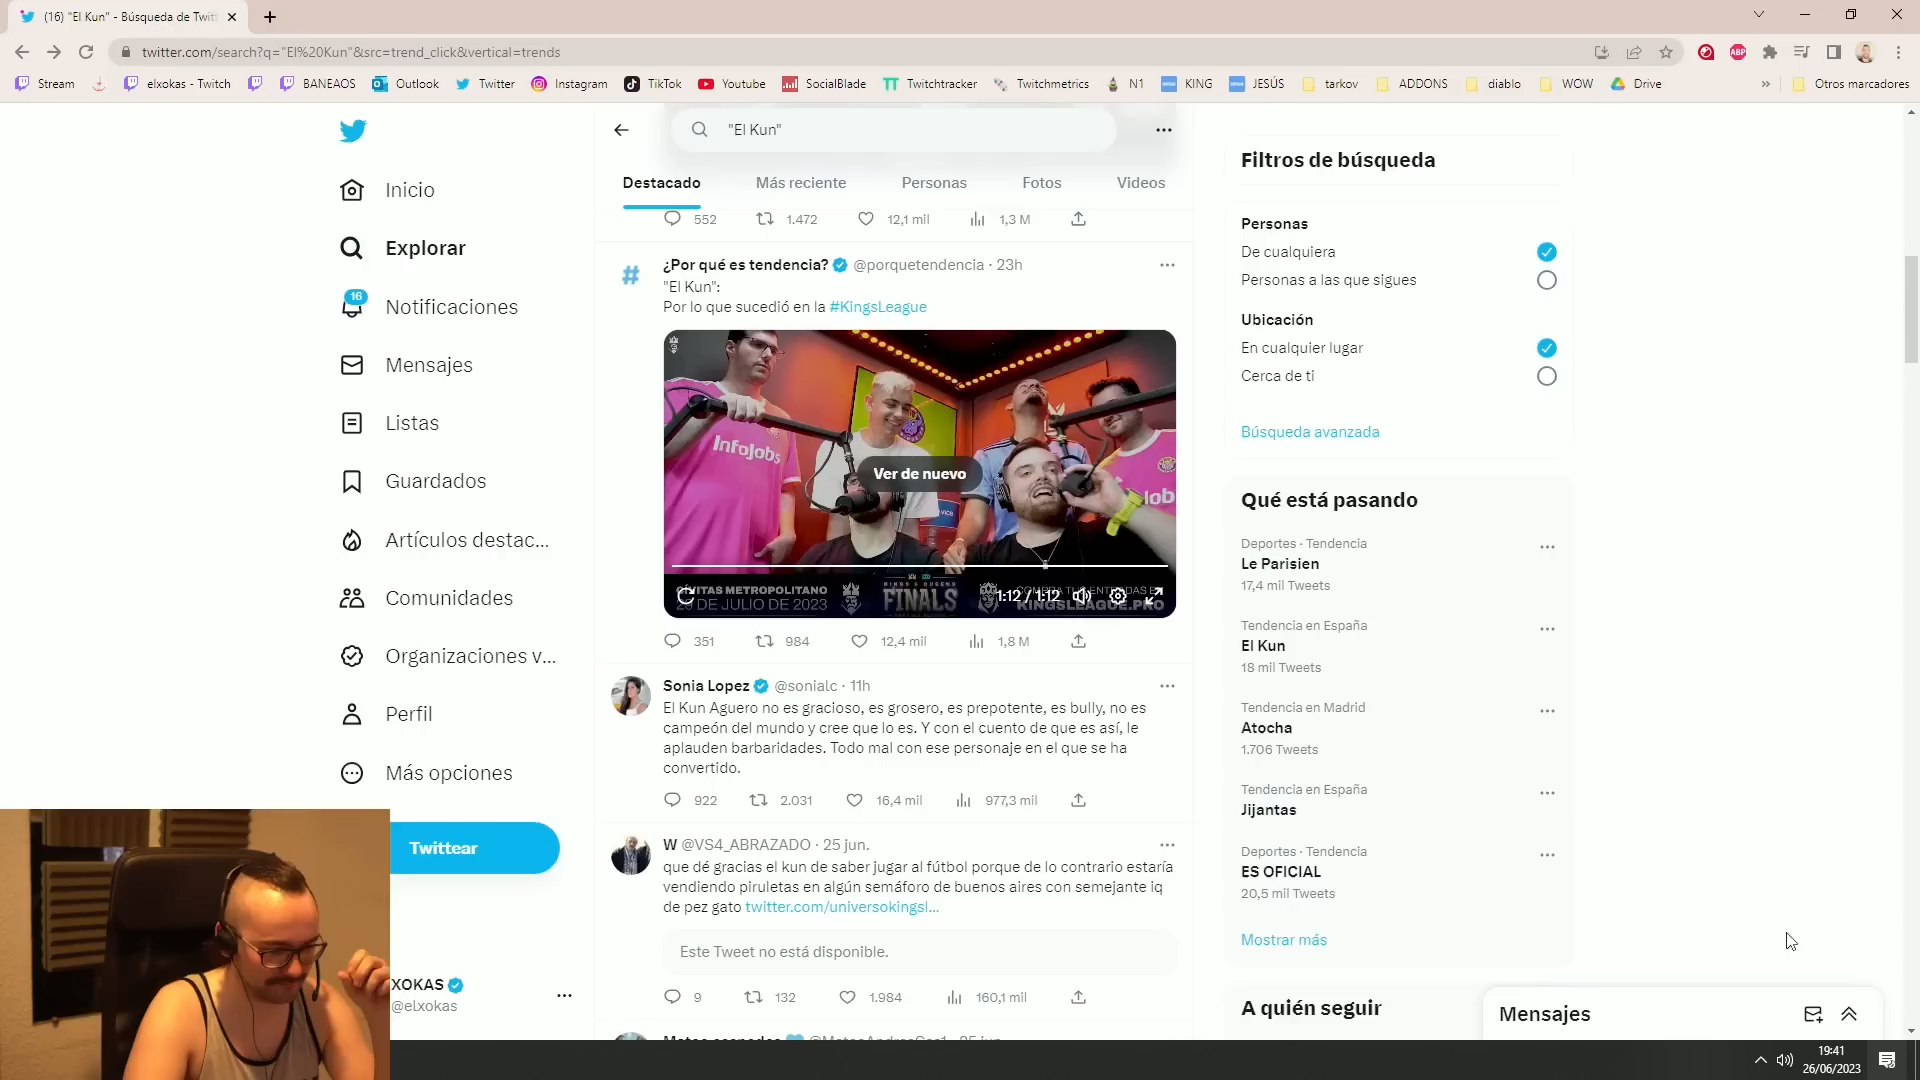 (16) "El Kun" - Búsqueda de Twitt
twitter.com/search?q="El%20Kun"&src=trend_click&vertical=trends
Stream
elxokas - Twitch
BANEAOS
Outlook
Twitter
Instagram
TikTok
Youtube
SocialBlade
Twitchtracker
Twitchmetrics
N1
KING
JESÚS
tarkov
ADDONS
diablo
WOW
Drive
Otros marcadores
"El Kun"
Destacado
Más reciente
Personas
Fotos
Videos
Inicio
Explorar
16
Notificaciones
Mensajes
Listas
Guardados
Artículos destac...
Comunidades
Organizaciones v...
Perfil
Más opciones
Twittear
XOKAS
@elxokas
552 1.472 12,1 mil 1,3 M
¿Por qué es tendencia? @porquetendencia · 23h
"El Kun":
Por lo que sucedió en la #KingsLeague
InfoJobs
Ver de nuevo
CÍVITAS METROPOLITANO
29 DE JULIO DE 2023
KINGS & QUEENS
FINALS
1:12 / 1:12
KINGSLEAGUE.PRO
351 984 12,4 mil 1,8 M
Sonia Lopez @sonialc · 11h
El Kun Aguero no es gracioso, es grosero, es prepotente, es bully, no es
campeón del mundo y cree que lo es. Y con el cuento de que es así, le
aplauden barbaridades. Todo mal con ese personaje en el que se ha
convertido.
922 2.031 16,4 mil 977,3 mil
W @VS4_ABRAZADO · 25 jun.
que dé gracias el kun de saber jugar al fútbol porque de lo contrario estaría
vendiendo piruletas en algún semáforo de buenos aires con semejante iq
de pez gato twitter.com/universokingsl...
Este Tweet no está disponible.
9 132 1.984 160,1 mil
Filtros de búsqueda
Personas
De cualquiera
Personas a las que sigues
Ubicación
En cualquier lugar
Cerca de ti
Búsqueda avanzada
Qué está pasando
Deportes · Tendencia
Le Parisien
17,4 mil Tweets
Tendencia en España
El Kun
18 mil Tweets
Tendencia en Madrid
Atocha
1.706 Tweets
Tendencia en España
Jijantas
Deportes · Tendencia
ES OFICIAL
20,5 mil Tweets
Mostrar más
A quién seguir
Mensajes
19:41
26/06/2023